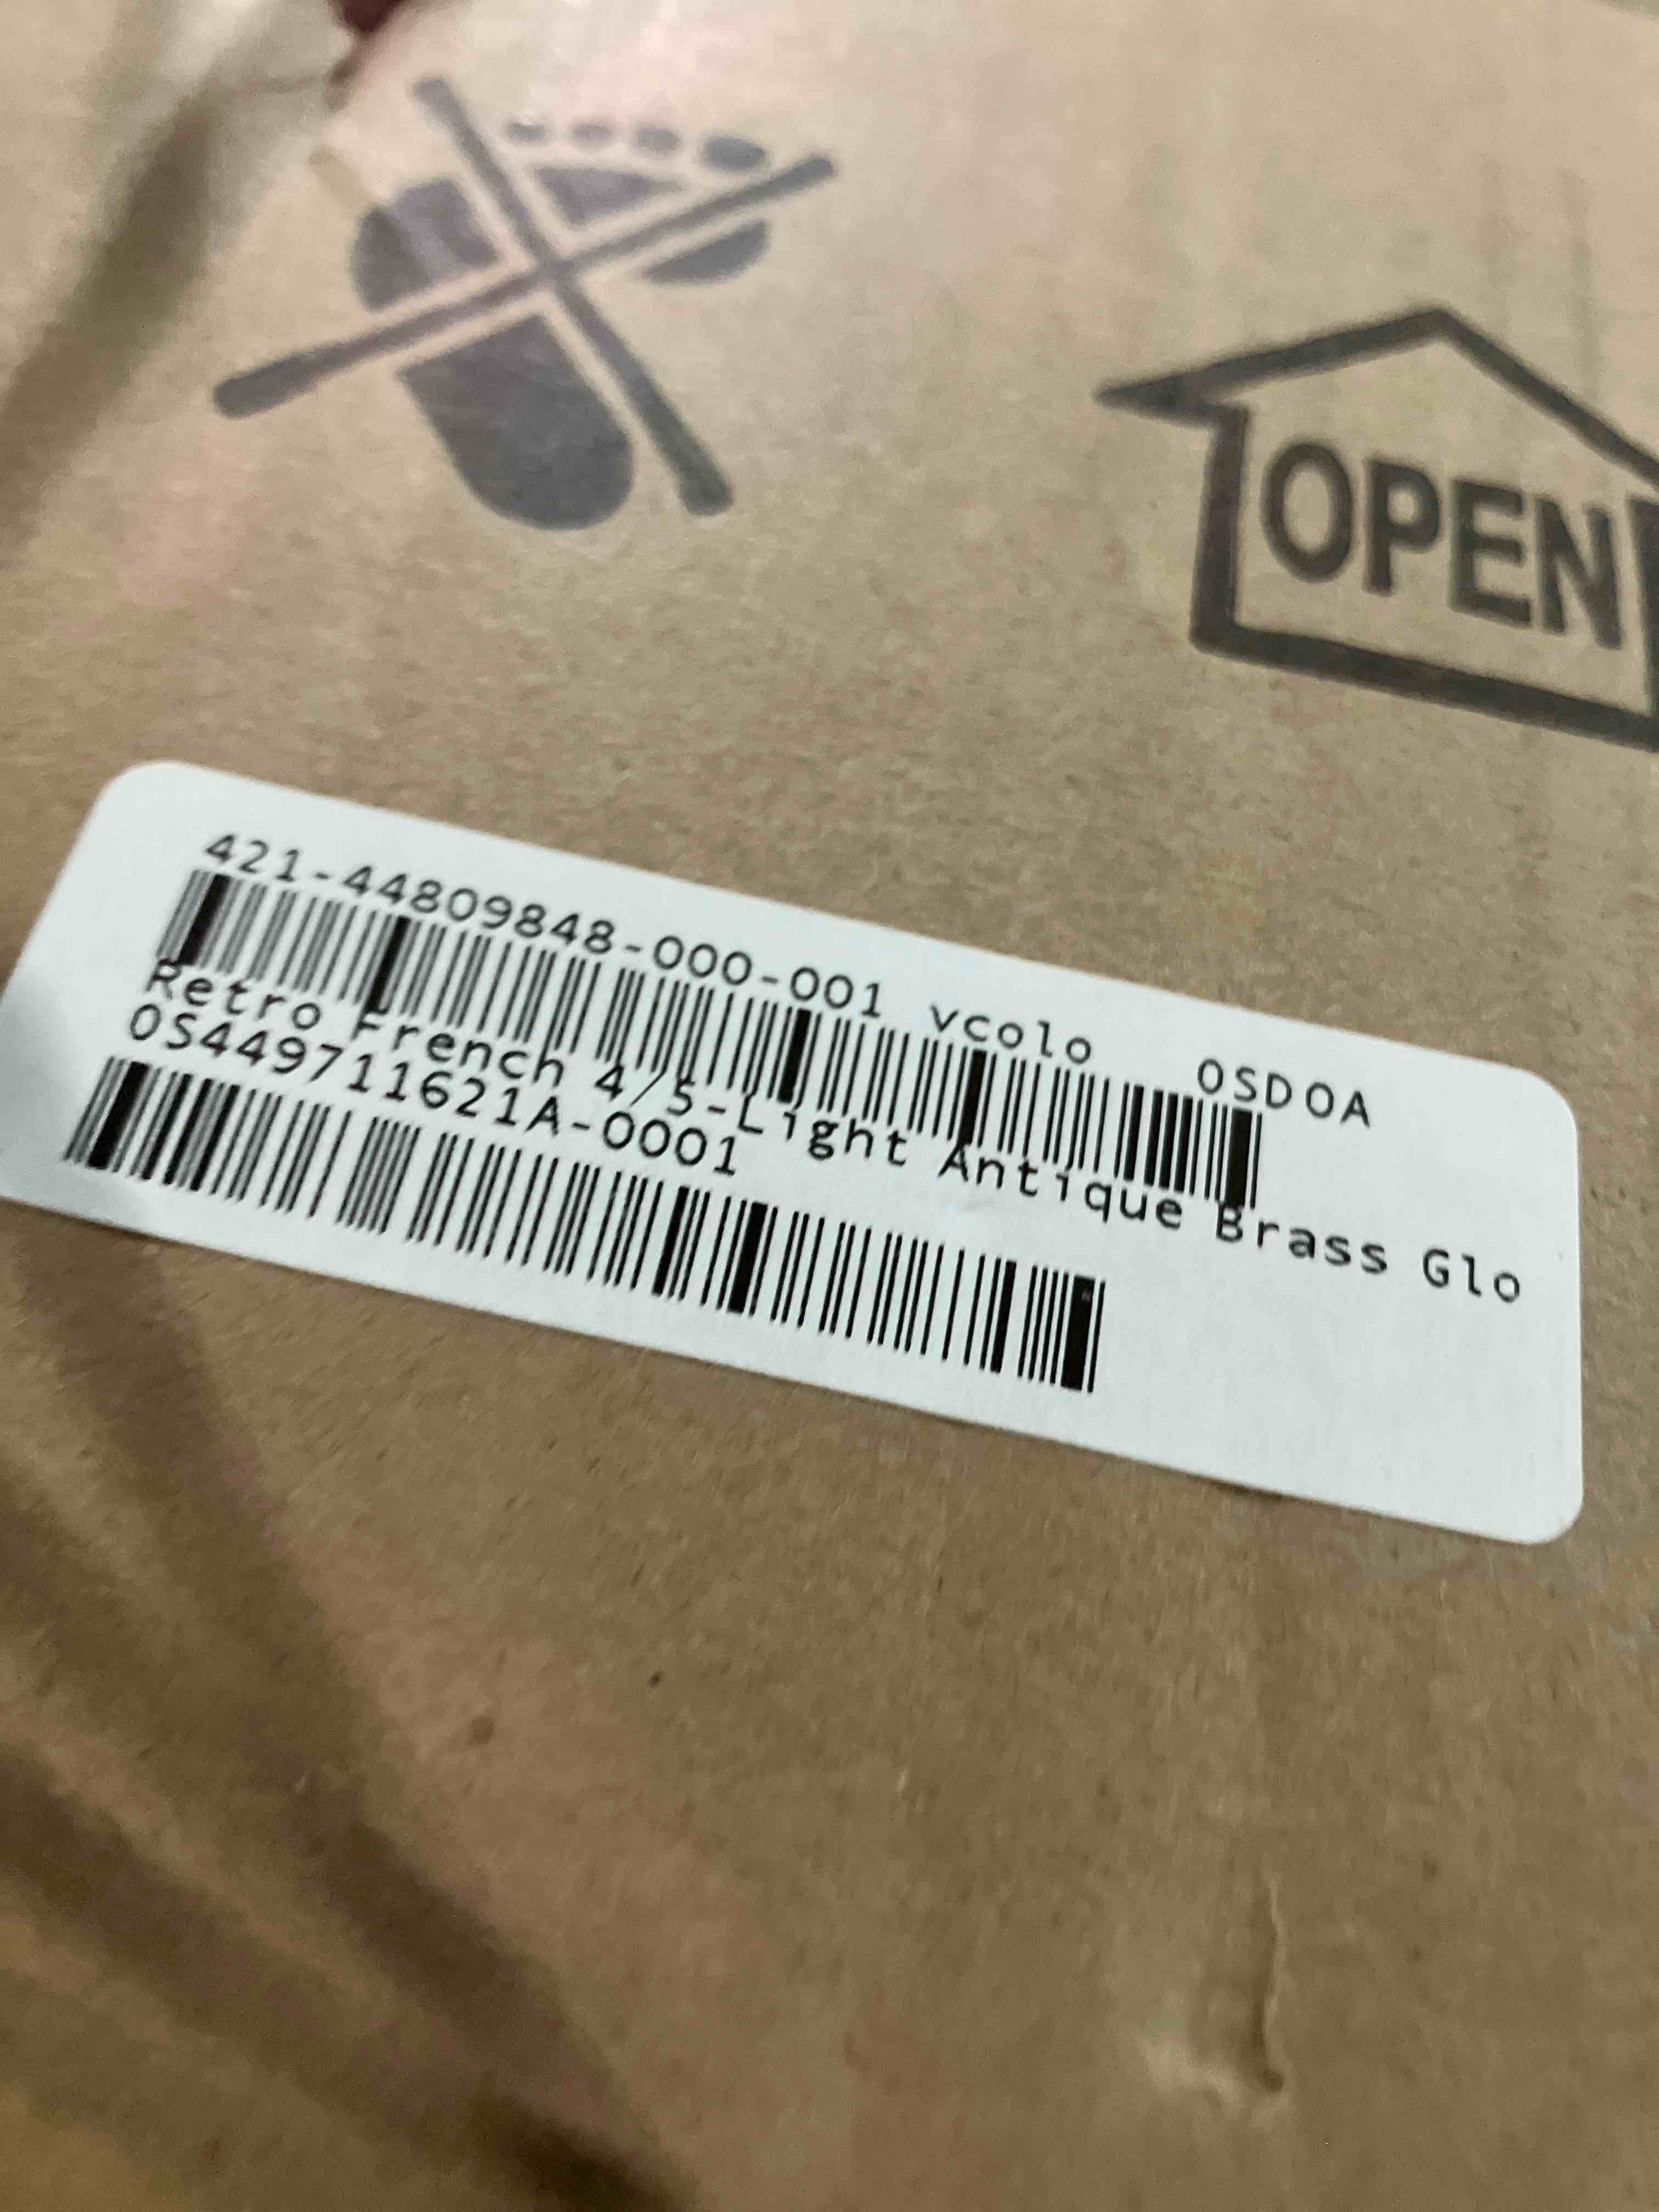 OPEN
421-44809848-000-001 vcolo OSDOA
Retro French 4/5-Light Antique Brass Glo
OS449711621A-0001